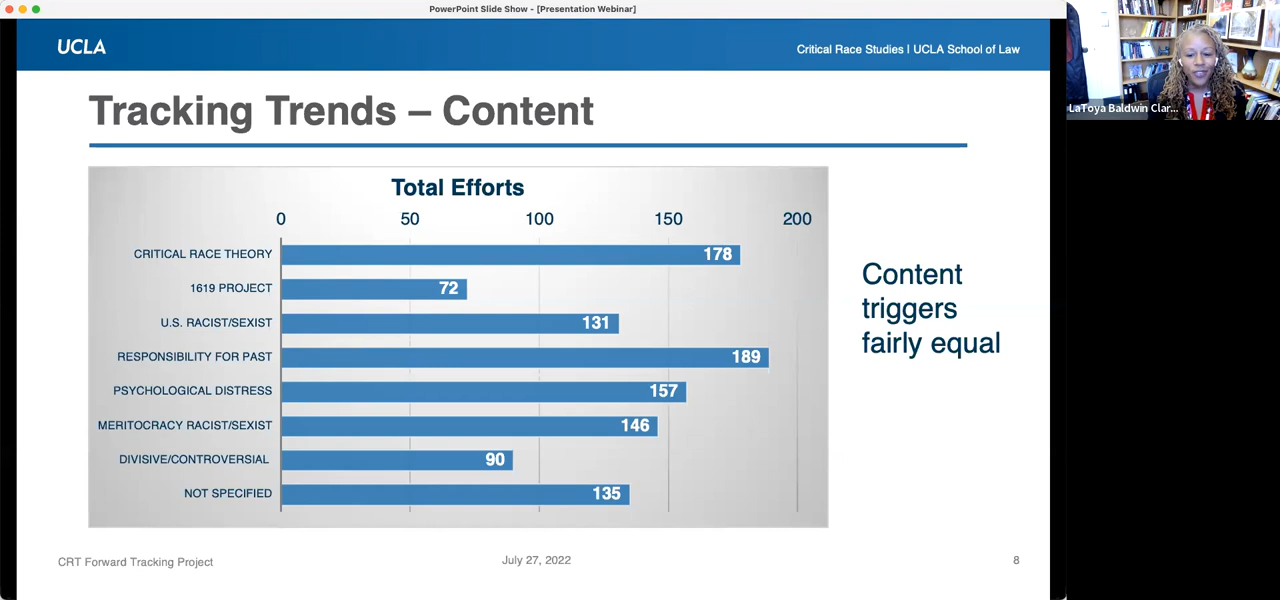 PowerPoint Slide Show - [Presentation Webinar]
UCLA
Critical Race Studies | UCLA School of Law
LaToya Baldwin Clar...
Tracking Trends – Content
Total Efforts
0 50 100 150 200
CRITICAL RACE THEORY 178
1619 PROJECT 72
U.S. RACIST/SEXIST 131
RESPONSIBILITY FOR PAST 189
PSYCHOLOGICAL DISTRESS 157
MERITOCRACY RACIST/SEXIST 146
DIVISIVE/CONTROVERSIAL 90
NOT SPECIFIED 135
Content
triggers
fairly equal
CRT Forward Tracking Project
July 27, 2022
8